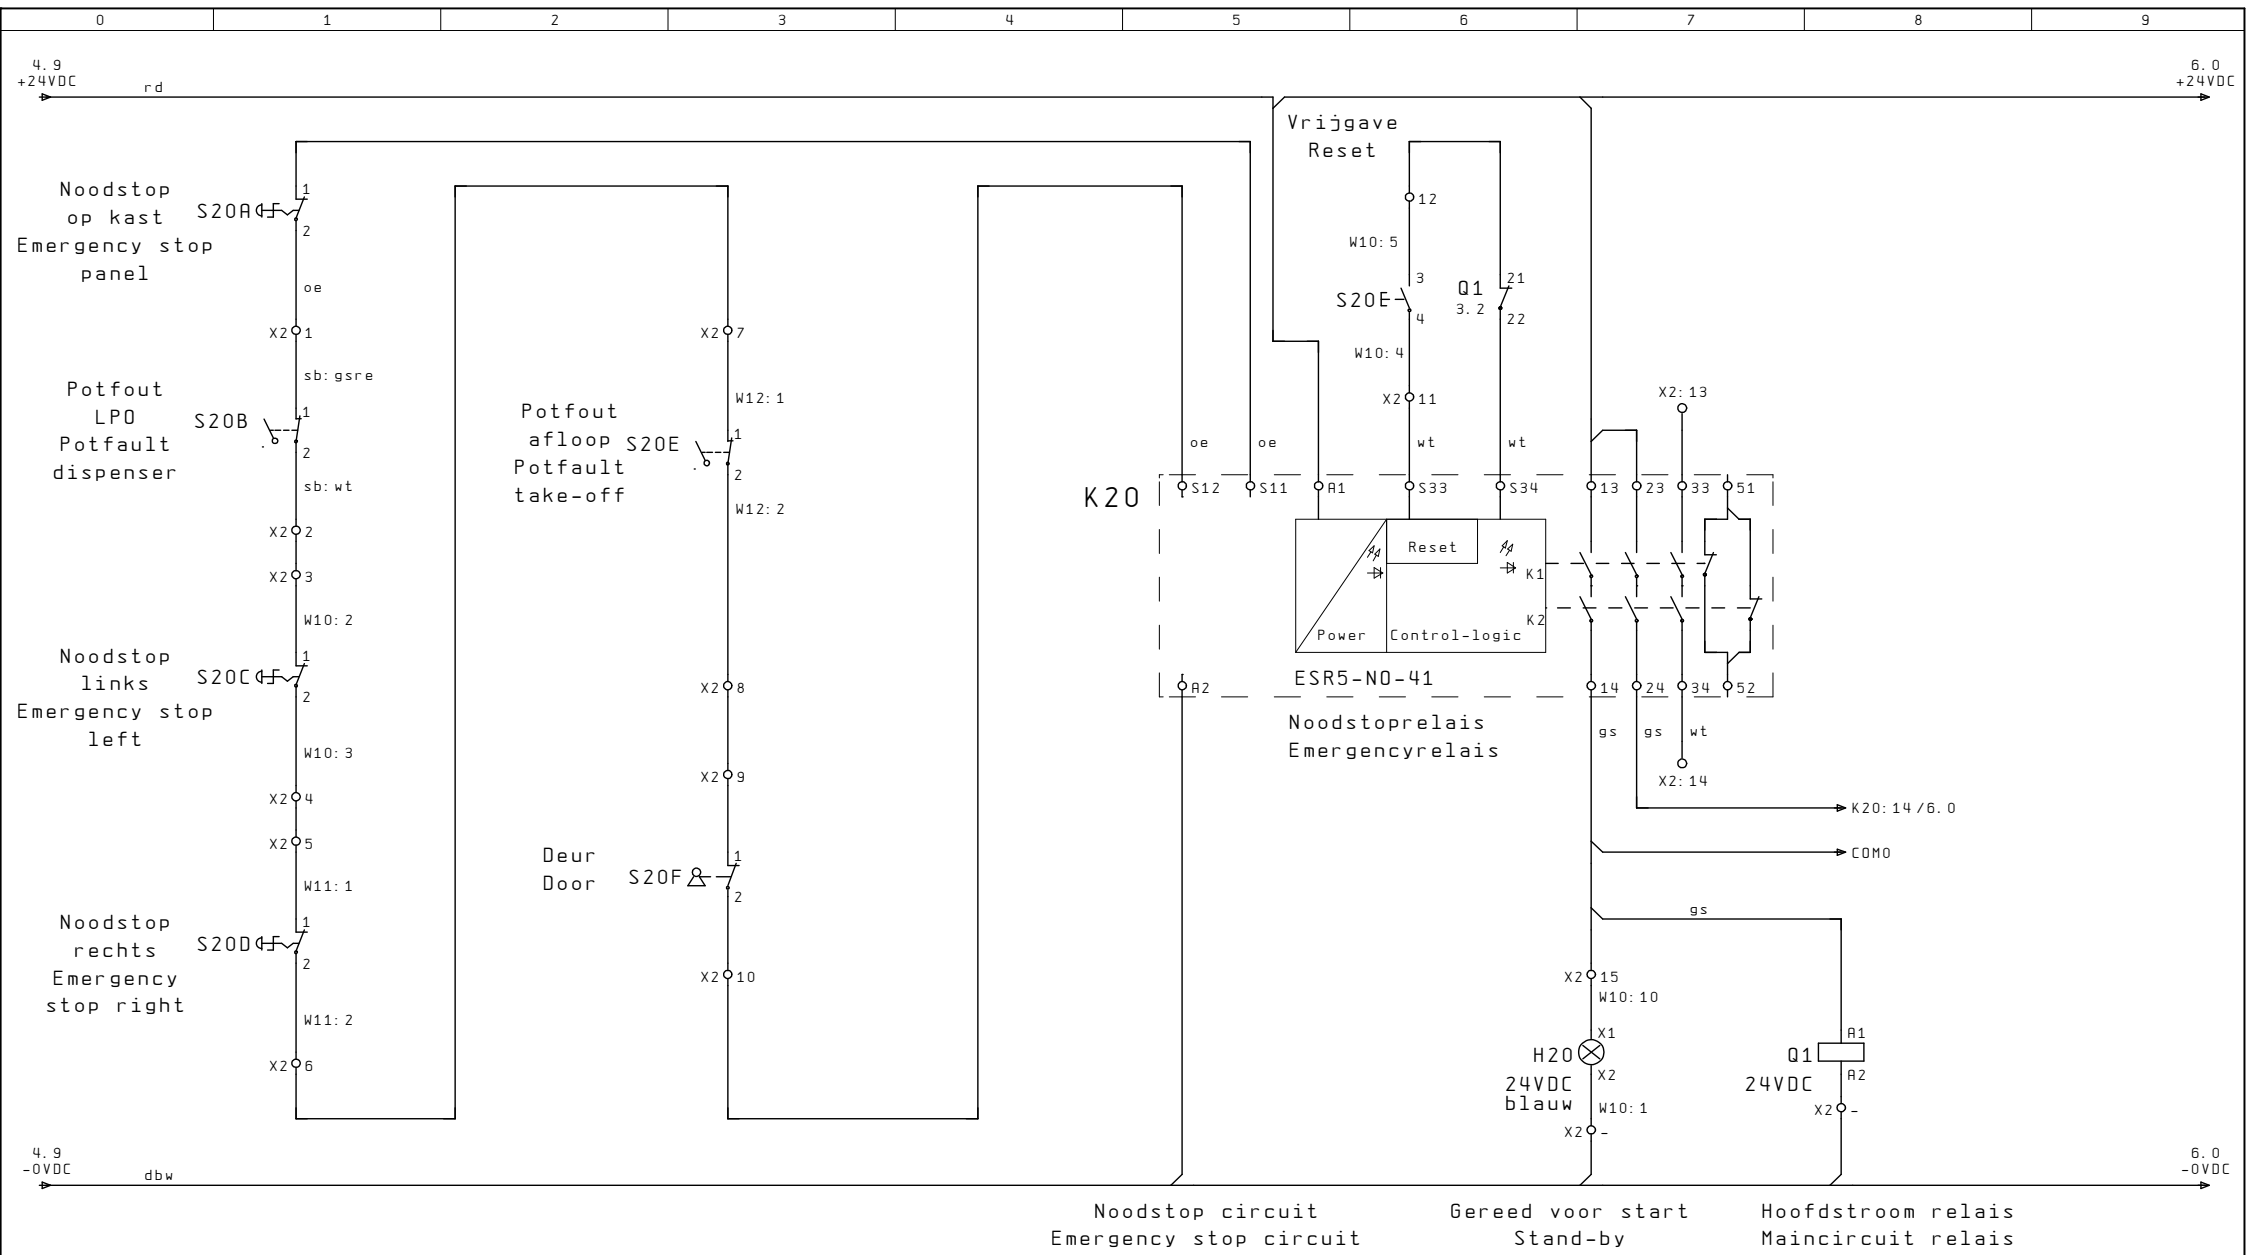 0 1 2 3 4 5 6 7 8 9
4.9
+24VDC
rd
6.0
+24VDC
Vrijgave
Reset
Noodstop
op kast
Emergency stop
panel
S20A
1
2
oe
X2 1
sb:gsre
Potfout
LPO
Potfault
dispenser
S20B
1
2
sb:wt
X2 2
X2 3
W10:2
Noodstop
links
Emergency stop
left
S20C
1
2
W10:3
X2 4
X2 5
W11:1
Noodstop
rechts
Emergency
stop right
S20D
1
2
W11:2
X2 6
X2 7
W12:1
Potfout
afloop
Potfault
take-off
S20E
1
2
W12:2
X2 8
X2 9
Deur
Door
S20F
1
2
X2 10
12
W10:5
S20E
3
4
W10:4
X2 11
Q1
3.2
21
22
oe
oe
wt
wt
X2:13
K20
S12
S11
A1
S33
S34
13
23
33
51
Reset
K1
K2
Power
Control-logic
ESR5-NO-41
A2
14
24
34
52
Noodstoprelais
Emergencyrelais
gs
gs
wt
X2:14
K20:14/6.0
COM0
gs
X2 15
W10:10
X1
H20
X2
24VDC
blauw
W10:1
X2 -
A1
Q1
A2
24VDC
X2 -
4.9
-0VDC
dbw
6.0
-0VDC
Noodstop circuit
Emergency stop circuit
Gereed voor start
Stand-by
Hoofdstroom relais
Maincircuit relais